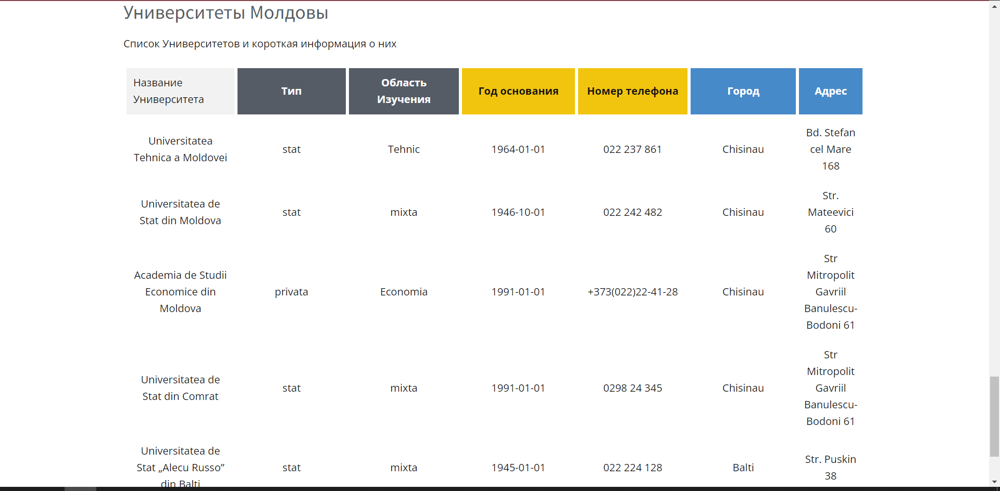 Университеты Молдовы
Список Университетов и короткая информация о них
Название
Университета
Тип
Область
Изучения
Год основания
Номер телефона
Город
Адрес
Universitatea
Tehnica a Moldovei
stat
Tehnic
1964-01-01
022 237 861
Chisinau
Bd. Stefan
cel Mare
168
Universitatea de
Stat din Moldova
stat
mixta
1946-10-01
022 242 482
Chisinau
Str.
Mateevici
60
Academia de Studii
Economice din
Moldova
privata
Economia
1991-01-01
+373(022)22-41-28
Chisinau
Str
Mitropolit
Gavriil
Banulescu-
Bodoni 61
Universitatea de
Stat din Comrat
stat
mixta
1991-01-01
0298 24 345
Chisinau
Str
Mitropolit
Gavriil
Banulescu-
Bodoni 61
Universitatea de
Stat „Alecu Russo”
din Balti
stat
mixta
1945-01-01
022 224 128
Balti
Str. Puskin
38